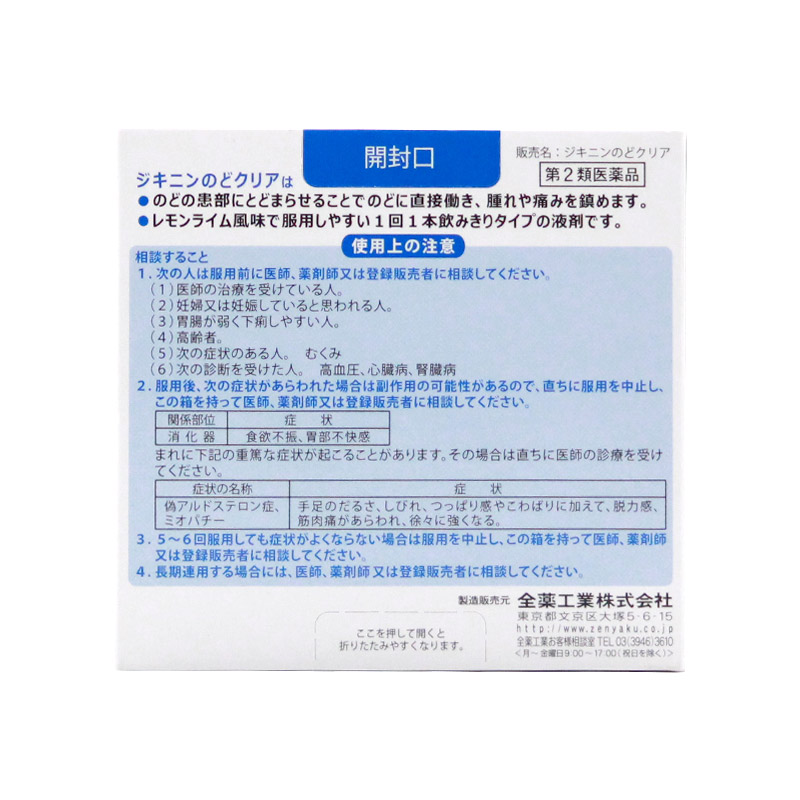 開封口
販売名：ジキニンのどクリア
第２類医薬品
ジキニンのどクリアは
●のどの患部にとどまらせることでのどに直接働き、腫れや痛みを鎮めます。
●レモンライム風味で服用しやすい１回１本飲みきりタイプの液剤です。
使用上の注意
相談すること
１．次の人は服用前に医師、薬剤師又は登録販売者に相談してください。
（１）医師の治療を受けている人。
（２）妊婦又は妊娠していると思われる人。
（３）胃腸が弱く下痢しやすい人。
（４）高齢者。
（５）次の症状のある人。　むくみ
（６）次の診断を受けた人。　高血圧、心臓病、腎臓病
２．服用後、次の症状があらわれた場合は副作用の可能性があるので、直ちに服用を中止し、
この箱を持って医師、薬剤師又は登録販売者に相談してください。
関係部位　症　状
消　化　器　食欲不振、胃部不快感
まれに下記の重篤な症状が起こることがあります。その場合は直ちに医師の診療を受け
てください。
症状の名称　症　状
偽アルドステロン症、　手足のだるさ、しびれ、つっぱり感やこわばりに加えて、脱力感、
ミオパチー　筋肉痛があらわれ、徐々に強くなる。
３．５～６回服用しても症状がよくならない場合は服用を中止し、この箱を持って医師、薬剤師
又は登録販売者に相談してください。
４．長期連用する場合には、医師、薬剤師又は登録販売者に相談してください。
製造販売元　全薬工業株式会社
東京都文京区大塚5-6-15
http://www.zenyaku.co.jp
全薬工業お客様相談室 TEL 03(3946)3610
＜月～金曜日9:00～17:00(祝日を除く)＞
ここを押して開くと
折りたたみやすくなります。